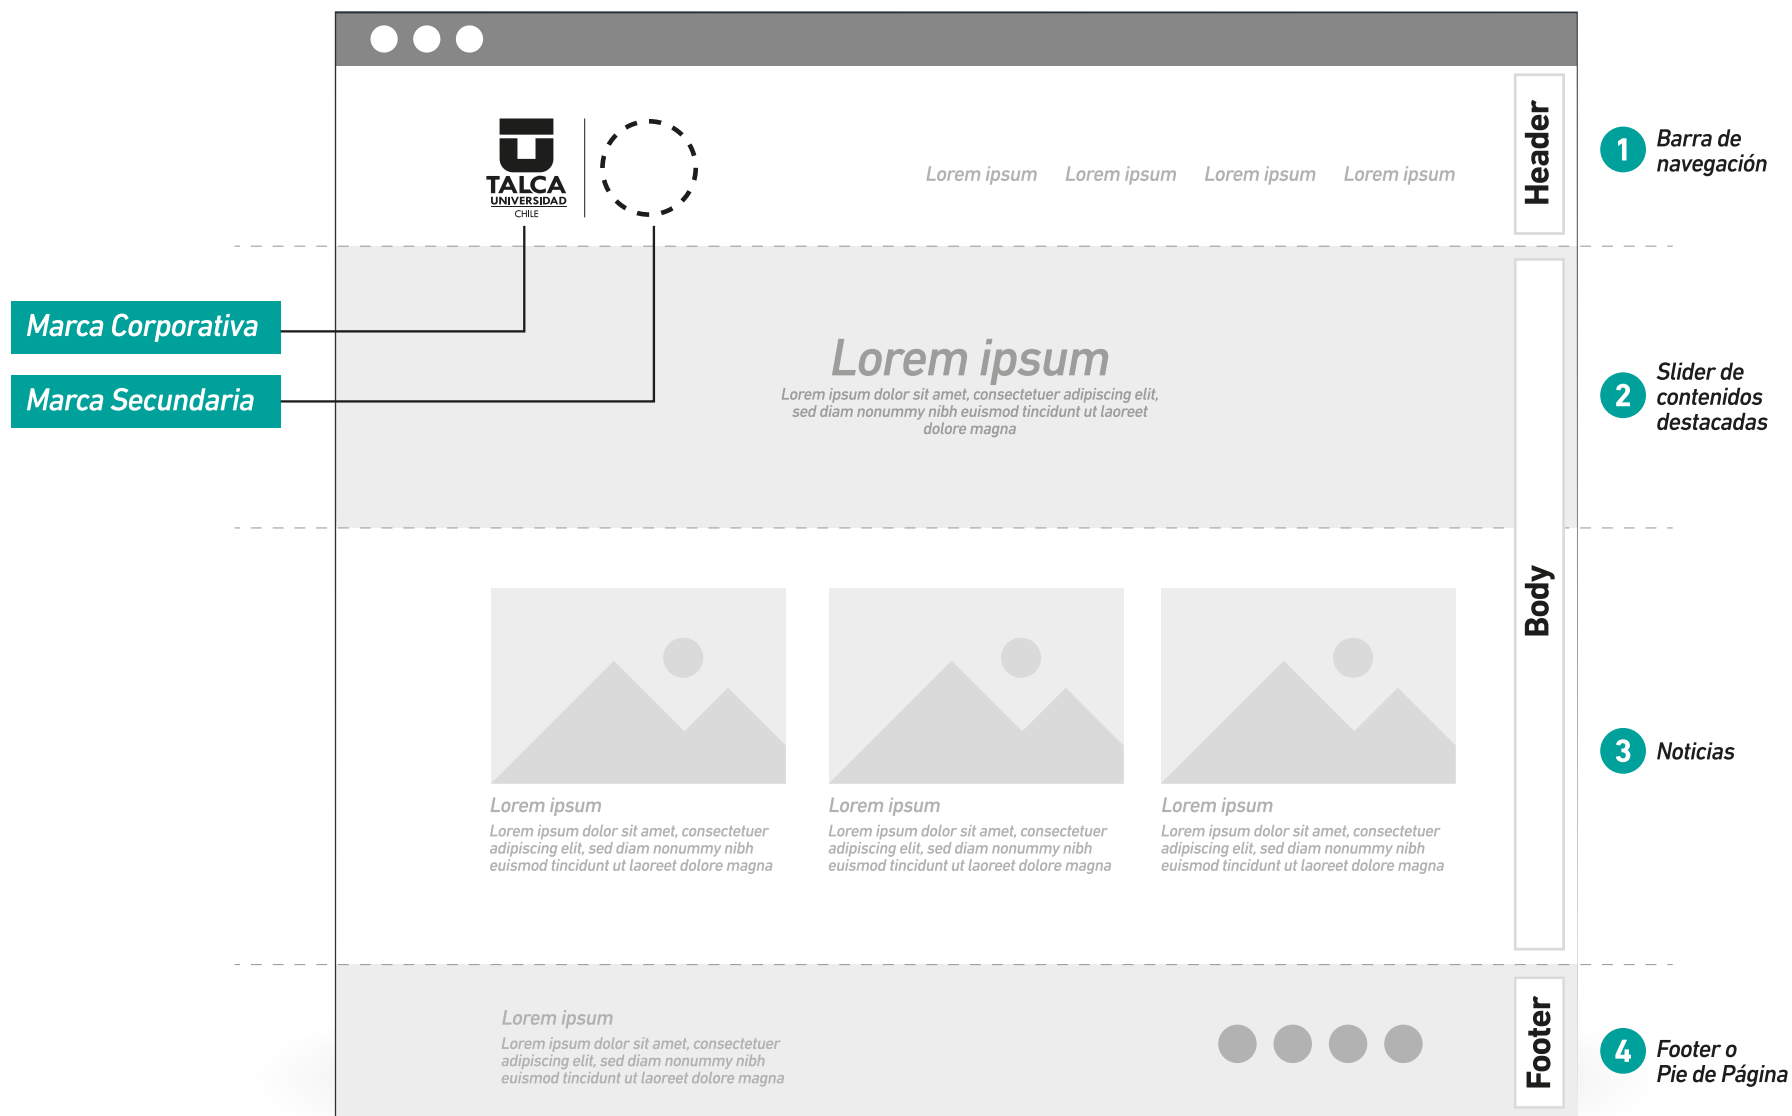 TALCA
UNIVERSIDAD
CHILE
Lorem ipsum
Lorem ipsum
Lorem ipsum
Lorem ipsum
Header
1
Barra de
navegación
Marca Corporativa
Marca Secundaria
Lorem ipsum
Lorem ipsum dolor sit amet, consectetuer adipiscing elit,
sed diam nonummy nibh euismod tincidunt ut laoreet
dolore magna
2
Slider de
contenidos
destacadas
Body
Lorem ipsum
Lorem ipsum dolor sit amet, consectetuer
adipiscing elit, sed diam nonummy nibh
euismod tincidunt ut laoreet dolore magna
Lorem ipsum
Lorem ipsum dolor sit amet, consectetuer
adipiscing elit, sed diam nonummy nibh
euismod tincidunt ut laoreet dolore magna
Lorem ipsum
Lorem ipsum dolor sit amet, consectetuer
adipiscing elit, sed diam nonummy nibh
euismod tincidunt ut laoreet dolore magna
3
Noticias
Lorem ipsum
Lorem ipsum dolor sit amet, consectetuer
adipiscing elit, sed diam nonummy nibh
euismod tincidunt ut laoreet dolore magna
Footer
4
Footer o
Pie de Página